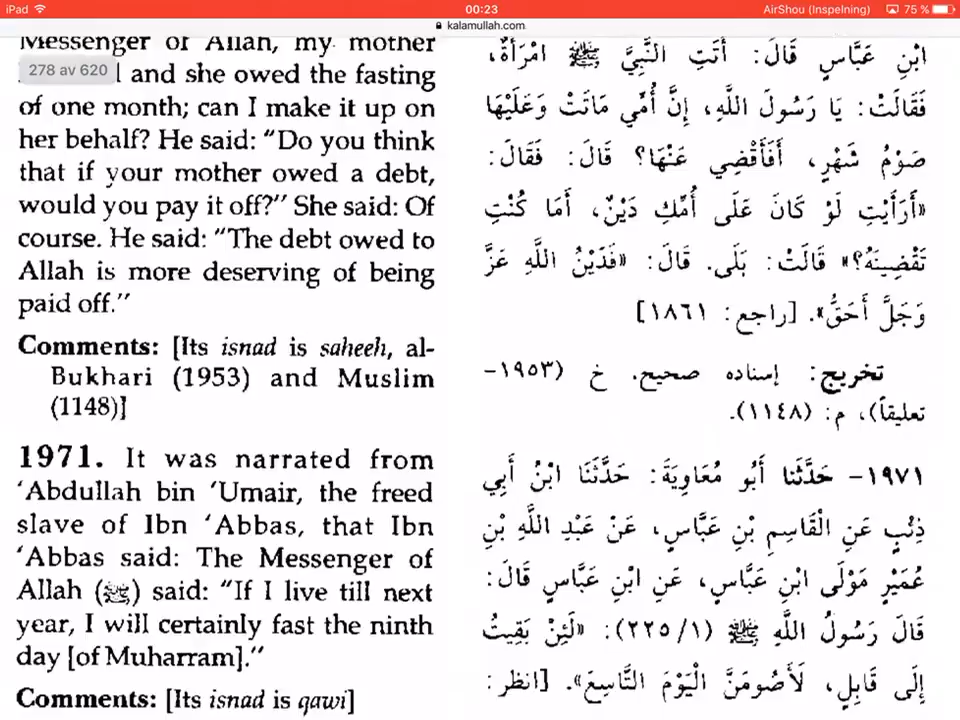 iPad 00:23 AirShou (Inspelning) 75 %
kalamullah.com
Messenger of Allah, my mother
278 av 620
and she owed the fasting
of one month; can I make it up on
her behalf? He said: “Do you think
that if your mother owed a debt,
would you pay it off?” She said: Of
course. He said: “The debt owed to
Allah is more deserving of being
paid off.”
Comments: [Its isnad is saheeh, al-
Bukhari (1953) and Muslim
(1148)]
1971. It was narrated from
‘Abdullah bin ‘Umair, the freed
slave of Ibn ‘Abbas, that Ibn
‘Abbas said: The Messenger of
Allah (ﷺ) said: “If I live till next
year, I will certainly fast the ninth
day [of Muharram].”
Comments: [Its isnad is qawi]
ابْنِ عَبَّاسٍ قَالَ: أَتَتِ النَّبِيَّ ﷺ امْرَأَةٌ،
فَقَالَتْ: يَا رَسُولَ اللَّهِ، إِنَّ أُمِّي مَاتَتْ وَعَلَيْهَا
صَوْمُ شَهْرٍ، أَفَأَقْضِي عَنْهَا؟ قَالَ: فَقَالَ:
«أَرَأَيْتِ لَوْ كَانَ عَلَى أُمِّكِ دَيْنٌ، أَمَا كُنْتِ
تَقْضِينَهُ؟» قَالَتْ: بَلَى. قَالَ: «فَدَيْنُ اللَّهِ عَزَّ
وَجَلَّ أَحَقُّ». [راجع: ١٨٦١]
تخريج: إسناده صحيح. خ (١٩٥٣-
تعليقاً)، م: (١١٤٨).
١٩٧١- حَدَّثَنَا أَبُو مُعَاوِيَةَ: حَدَّثَنَا ابْنُ أَبِي
ذِئْبٍ عَنِ الْقَاسِمِ بْنِ عَبَّاسٍ، عَنْ عَبْدِ اللَّهِ بْنِ
عُمَيْرٍ مَوْلَى ابْنِ عَبَّاسٍ، عَنِ ابْنِ عَبَّاسٍ قَالَ:
قَالَ رَسُولُ اللَّهِ ﷺ (٢٢٥/١): «لَئِنْ بَقِيتُ
إِلَى قَابِلٍ، لَأَصُومَنَّ الْيَوْمَ التَّاسِعَ». [انظر: